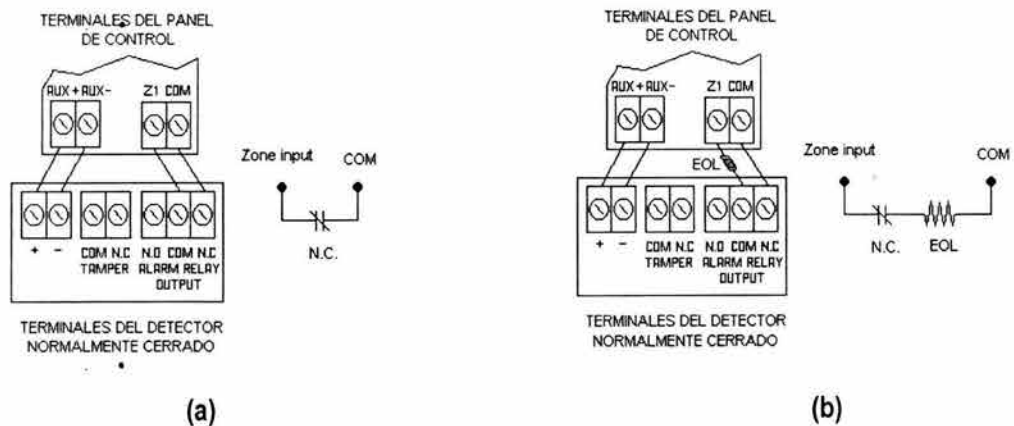 TERMINALES DEL PANEL
DE CONTROL
AUX + AUX-
Z1 COM
Zone input
COM
N.C.
+ -
COM N.C
TAMPER
N.O COM N.C
ALARM RELAY
OUTPUT
TERMINALES DEL DETECTOR
NORMALMENTE CERRADO
(a)
TERMINALES DEL PANEL
DE CONTROL
AUX + AUX-
Z1 COM
EOL
Zone input
COM
N.C.
EOL
+ -
COM N.C
TAMPER
N.O COM N.C
ALARM RELAY
OUTPUT
TERMINALES DEL DETECTOR
NORMALMENTE CERRADO
(b)